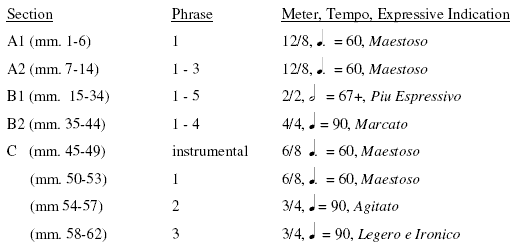 Section Phrase Meter, Tempo, Expressive Indication
A1 (mm. 1-6) 1 12/8, 𝅘𝅥. = 60, Maestoso
A2 (mm. 7-14) 1 - 3 12/8, 𝅘𝅥. = 60, Maestoso
B1 (mm. 15-34) 1 - 5 2/2, 𝅗𝅥 = 67+, Piu Espressivo
B2 (mm. 35-44) 1 - 4 4/4, 𝅘𝅥 = 90, Marcato
C (mm. 45-49) instrumental 6/8 𝅘𝅥. = 60, Maestoso
(mm. 50-53) 1 6/8, 𝅘𝅥. = 60, Maestoso
(mm 54-57) 2 3/4, 𝅘𝅥 = 90, Agitato
(mm. 58-62) 3 3/4, 𝅘𝅥 = 90, Legero e Ironico